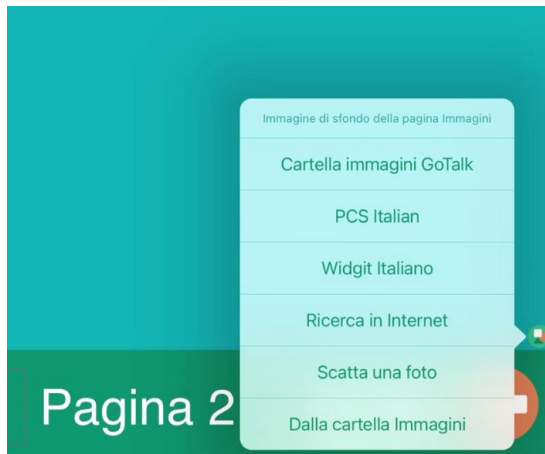 Immagine di sfondo della pagina Immagini
Cartella immagini GoTalk
PCS Italian
Widgit Italiano
Ricerca in Internet
Scatta una foto
Dalla cartella Immagini
Pagina 2